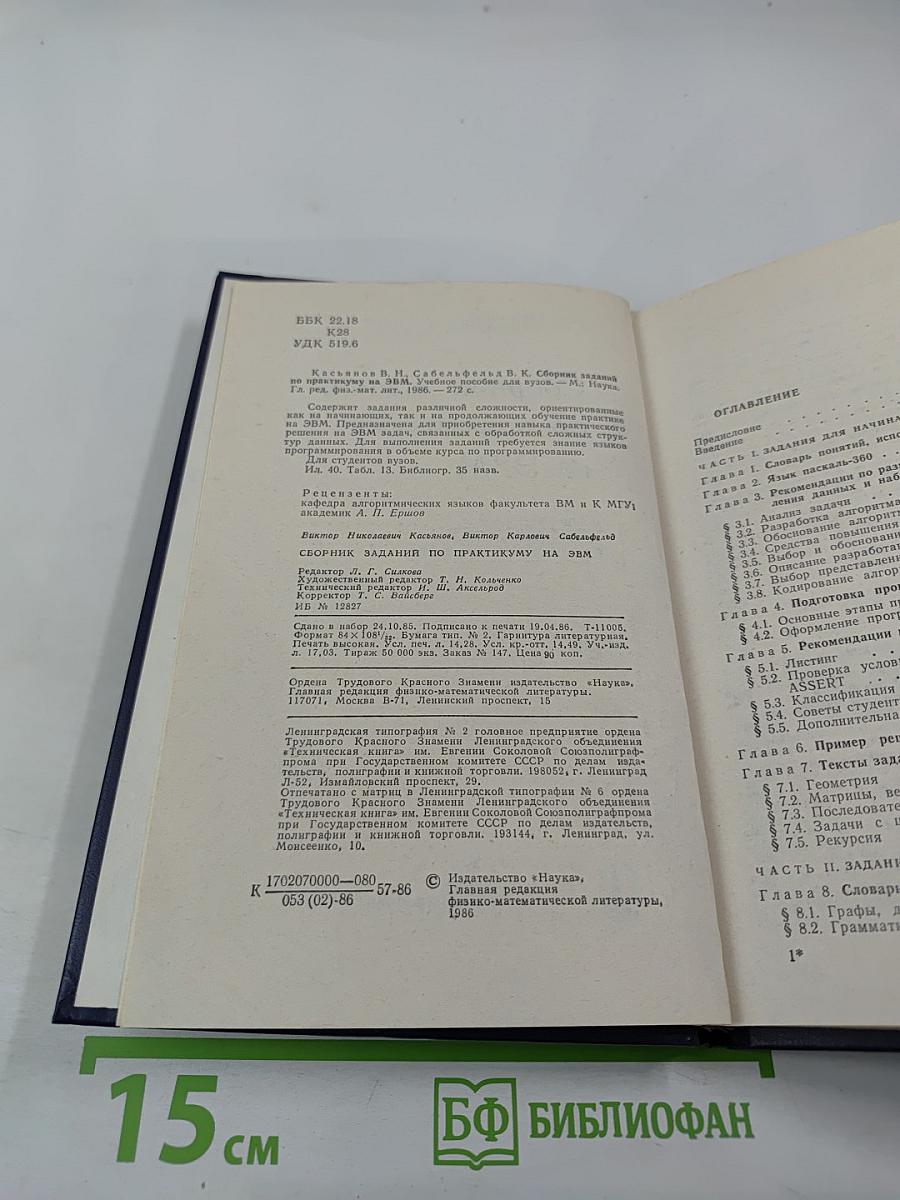 ББК 22.18
К28
УДК 519.6
Касьянов В. Н., Сабельфельд В. К. Сборник заданий
по практикуму на ЭВМ. Учебное пособие для вузов. — М.: Наука.
Гл. ред. физ.-мат. лит., 1986. — 272 с.
Содержит задания различной сложности, ориентированные
как на начинающих, так и на продолжающих обучение практике
на ЭВМ. Предназначена для приобретения навыка практического
решения на ЭВМ задач, связанных с обработкой сложных струк-
тур данных. Для выполнения заданий требуется знание языков
программирования в объеме курса по программированию.
Для студентов вузов.
Ил. 40. Табл. 13. Библиогр. 35 назв.
Рецензенты:
кафедра алгоритмических языков факультета ВМ и К МГУ;
академик А. П. Ершов
Виктор Николаевич Касьянов, Виктор Карлович Сабельфельд
СБОРНИК ЗАДАНИЙ ПО ПРАКТИКУМУ НА ЭВМ
Редактор Л. Г. Силкова
Художественный редактор Т. Н. Кольченко
Технический редактор И. Ш. Аксельрод
Корректор Т. С. Вайсберг
ИБ № 12827
Сдано в набор 24.10.85. Подписано к печати 19.04.86. Т-11005.
Формат 84×108¹/₃₂. Бумага тип. № 2. Гарнитура литературная.
Печать высокая. Усл. печ. л. 14,28. Усл. кр.-отт. 14,49. Уч.-изд.
л. 17,03. Тираж 50 000 экз. Заказ № 147. Цена 90 коп.
Ордена Трудового Красного Знамени издательство «Наука».
Главная редакция физико-математической литературы.
117071, Москва В-71, Ленинский проспект, 15
Ленинградская типография № 2 головное предприятие ордена
Трудового Красного Знамени Ленинградского объединения
«Техническая книга» им. Евгении Соколовой Союзполиграф-
прома при Государственном комитете СССР по делам изда-
тельств, полиграфии и книжной торговли. 198052, г. Ленинград
Л-52, Измайловский проспект, 29.
Отпечатано с матриц в Ленинградской типографии № 6 ордена
Трудового Красного Знамени Ленинградского объединения
«Техническая книга» им. Евгении Соколовой Союзполиграфпрома
при Государственном комитете СССР по делам издательств,
полиграфии и книжной торговли. 193144, г. Ленинград, ул.
Моисеенко, 10.
К 1702070000—080 / 053 (02)-86 57-86
© Издательство «Наука»,
Главная редакция
физико-математической литературы,
1986
ОГЛАВЛЕНИЕ
Предисловие
Введение
ЧАСТЬ I. ЗАДАНИЯ ДЛЯ НАЧИНА
Глава 1. Словарь понятий, испо
Глава 2. Язык паскаль-360
Глава 3. Рекомендации по раз
ления данных и наб
§ 3.1. Анализ задачи
§ 3.2. Разработка алгоритма
§ 3.3. Обоснование алгорит
§ 3.4. Средства повышения
§ 3.5. Выбор и обоснован
§ 3.6. Описание разработа
§ 3.7. Выбор представлени
§ 3.8. Кодирование алгор
Глава 4. Подготовка про
§ 4.1. Основные этапы п
§ 4.2. Оформление прогр
Глава 5. Рекомендации
§ 5.1. Листинг
§ 5.2. Проверка услови
ASSERT
§ 5.3. Классификация
§ 5.4. Советы студент
§ 5.5. Дополнительна
Глава 6. Пример реш
Глава 7. Тексты зада
§ 7.1. Геометрия
§ 7.2. Матрицы, ве
§ 7.3. Последовате
§ 7.4. Задачи с ц
§ 7.5. Рекурсия
ЧАСТЬ II. ЗАДАНИ
Глава 8. Словарь
§ 8.1. Графы, д
§ 8.2. Граммати
1*
15 см
БФ БИБЛИОФАН